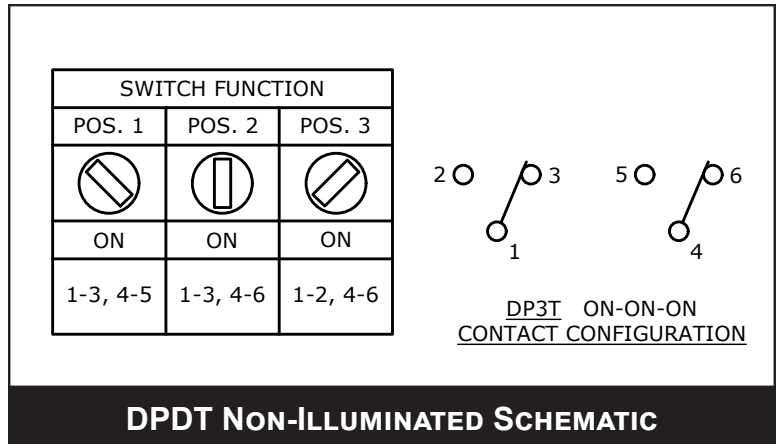 SWITCH FUNCTION
POS. 1 POS. 2 POS. 3
ON ON ON
1-3, 4-5 1-3, 4-6 1-2, 4-6
2 3 5 6
1 4
DP3T ON-ON-ON
CONTACT CONFIGURATION
DPDT Non-Illuminated Schematic